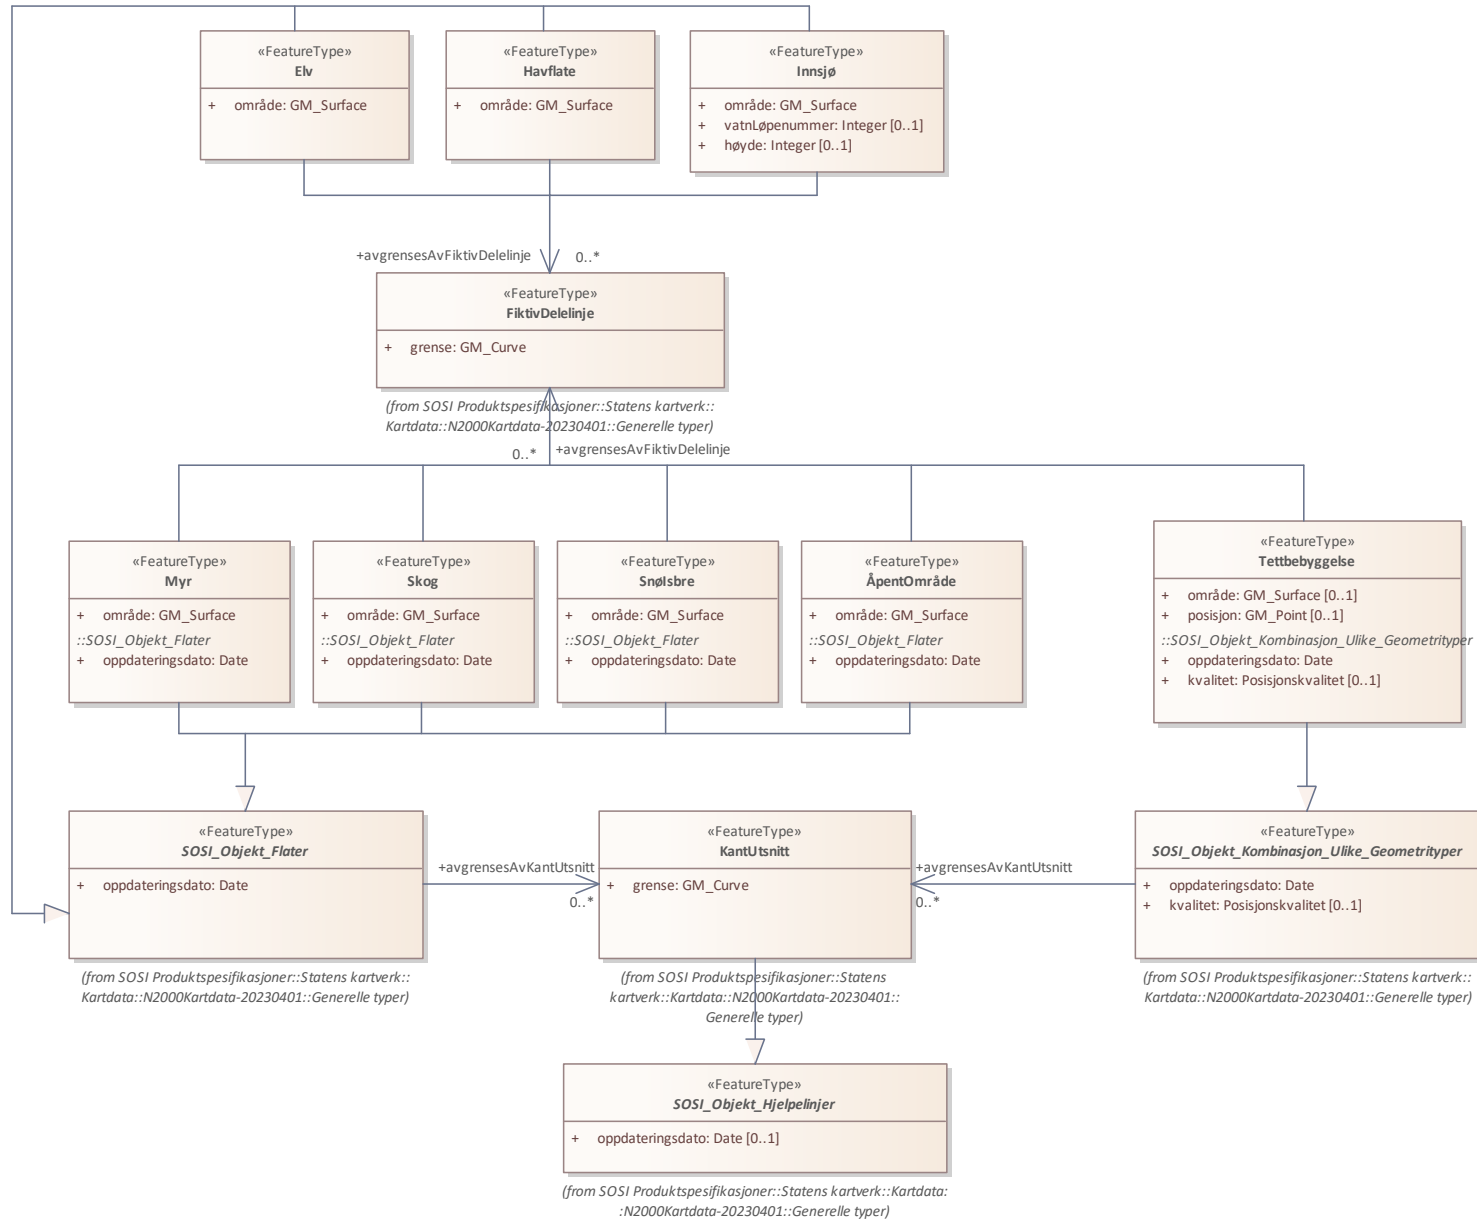 «FeatureType»
Elv
+ område: GM_Surface
«FeatureType»
Havflate
+ område: GM_Surface
«FeatureType»
Innsjø
+ område: GM_Surface
+ vatnLøpenummer: Integer [0..1]
+ høyde: Integer [0..1]
+avgrensesAvFiktivDelelinje
0..*
«FeatureType»
FiktivDelelinje
+ grense: GM_Curve
(from SOSI Produktspesifikasjoner::Statens kartverk::
Kartdata::N2000Kartdata-20230401::Generelle typer)
0..*
+avgrensesAvFiktivDelelinje
«FeatureType»
Myr
+ område: GM_Surface
::SOSI_Objekt_Flater
+ oppdateringsdato: Date
«FeatureType»
Skog
+ område: GM_Surface
::SOSI_Objekt_Flater
+ oppdateringsdato: Date
«FeatureType»
SnøIsbre
+ område: GM_Surface
::SOSI_Objekt_Flater
+ oppdateringsdato: Date
«FeatureType»
ÅpentOmråde
+ område: GM_Surface
::SOSI_Objekt_Flater
+ oppdateringsdato: Date
«FeatureType»
Tettbebyggelse
+ område: GM_Surface [0..1]
+ posisjon: GM_Point [0..1]
::SOSI_Objekt_Kombinasjon_Ulike_Geometrityper
+ oppdateringsdato: Date
+ kvalitet: Posisjonskvalitet [0..1]
«FeatureType»
SOSI_Objekt_Flater
+ oppdateringsdato: Date
(from SOSI Produktspesifikasjoner::Statens kartverk::
Kartdata::N2000Kartdata-20230401::Generelle typer)
+avgrensesAvKantUtsnitt
0..*
«FeatureType»
KantUtsnitt
+ grense: GM_Curve
(from SOSI Produktspesifikasjoner::Statens
kartverk::Kartdata::N2000Kartdata-20230401::
Generelle typer)
+avgrensesAvKantUtsnitt
0..*
«FeatureType»
SOSI_Objekt_Kombinasjon_Ulike_Geometrityper
+ oppdateringsdato: Date
+ kvalitet: Posisjonskvalitet [0..1]
(from SOSI Produktspesifikasjoner::Statens kartverk::
Kartdata::N2000Kartdata-20230401::Generelle typer)
«FeatureType»
SOSI_Objekt_Hjelpelinjer
+ oppdateringsdato: Date [0..1]
(from SOSI Produktspesifikasjoner::Statens kartverk::Kartdata:
:N2000Kartdata-20230401::Generelle typer)